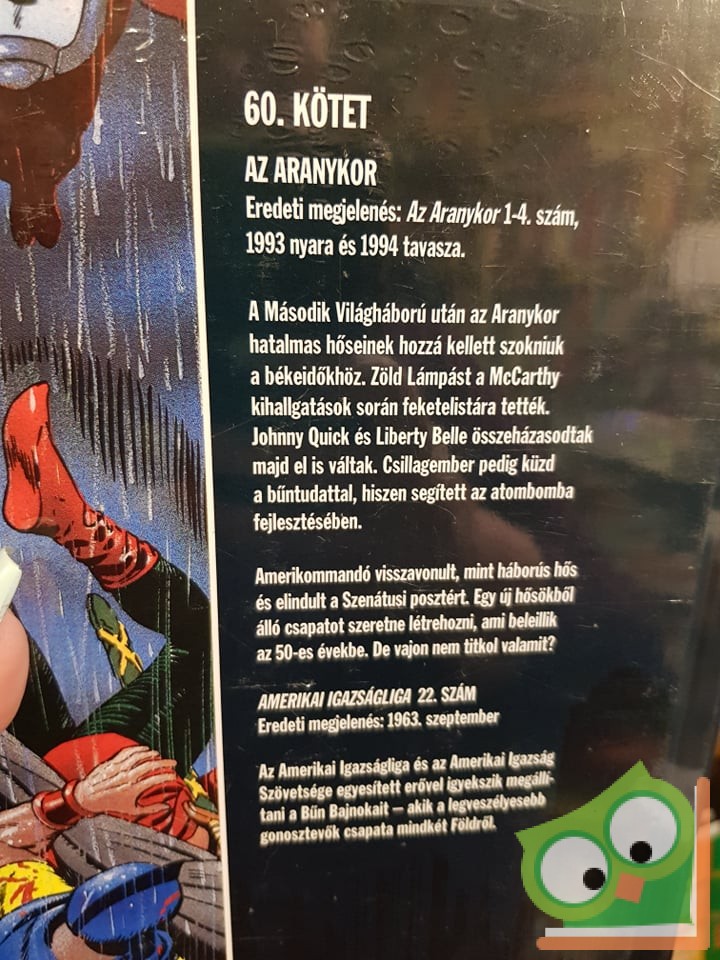 60. KÖTET
AZ ARANYKOR
Eredeti megjelenés: Az Aranykor 1-4. szám,
1993 nyara és 1994 tavasza.
A Második Világháború után az Aranykor
hatalmas hőseinek hozzá kellett szokniuk
a békeidőkhöz. Zöld Lámpást a McCarthy
kihallgatások során feketelistára tették.
Johnny Quick és Liberty Belle összeházasodtak
majd el is váltak. Csillagember pedig küzd
a bűntudattal, hiszen segített az atombomba
fejlesztésében.
Amerikommandó visszavonult, mint háborús hős
és elindult a Szenátusi posztért. Egy új hősökből
álló csapatot szeretne létrehozni, ami beleillik
az 50-es évekbe. De vajon nem titkol valamit?
AMERIKAI IGAZSÁGLIGA 22. SZÁM
Eredeti megjelenés: 1963. szeptember
Az Amerikai Igazságliga és az Amerikai Igazság
Szövetsége egyesített erővel igyekszik megállí-
tani a Bűn Bajnokait – akik a legveszélyesebb
gonosztevők csapata mindkét Földről.